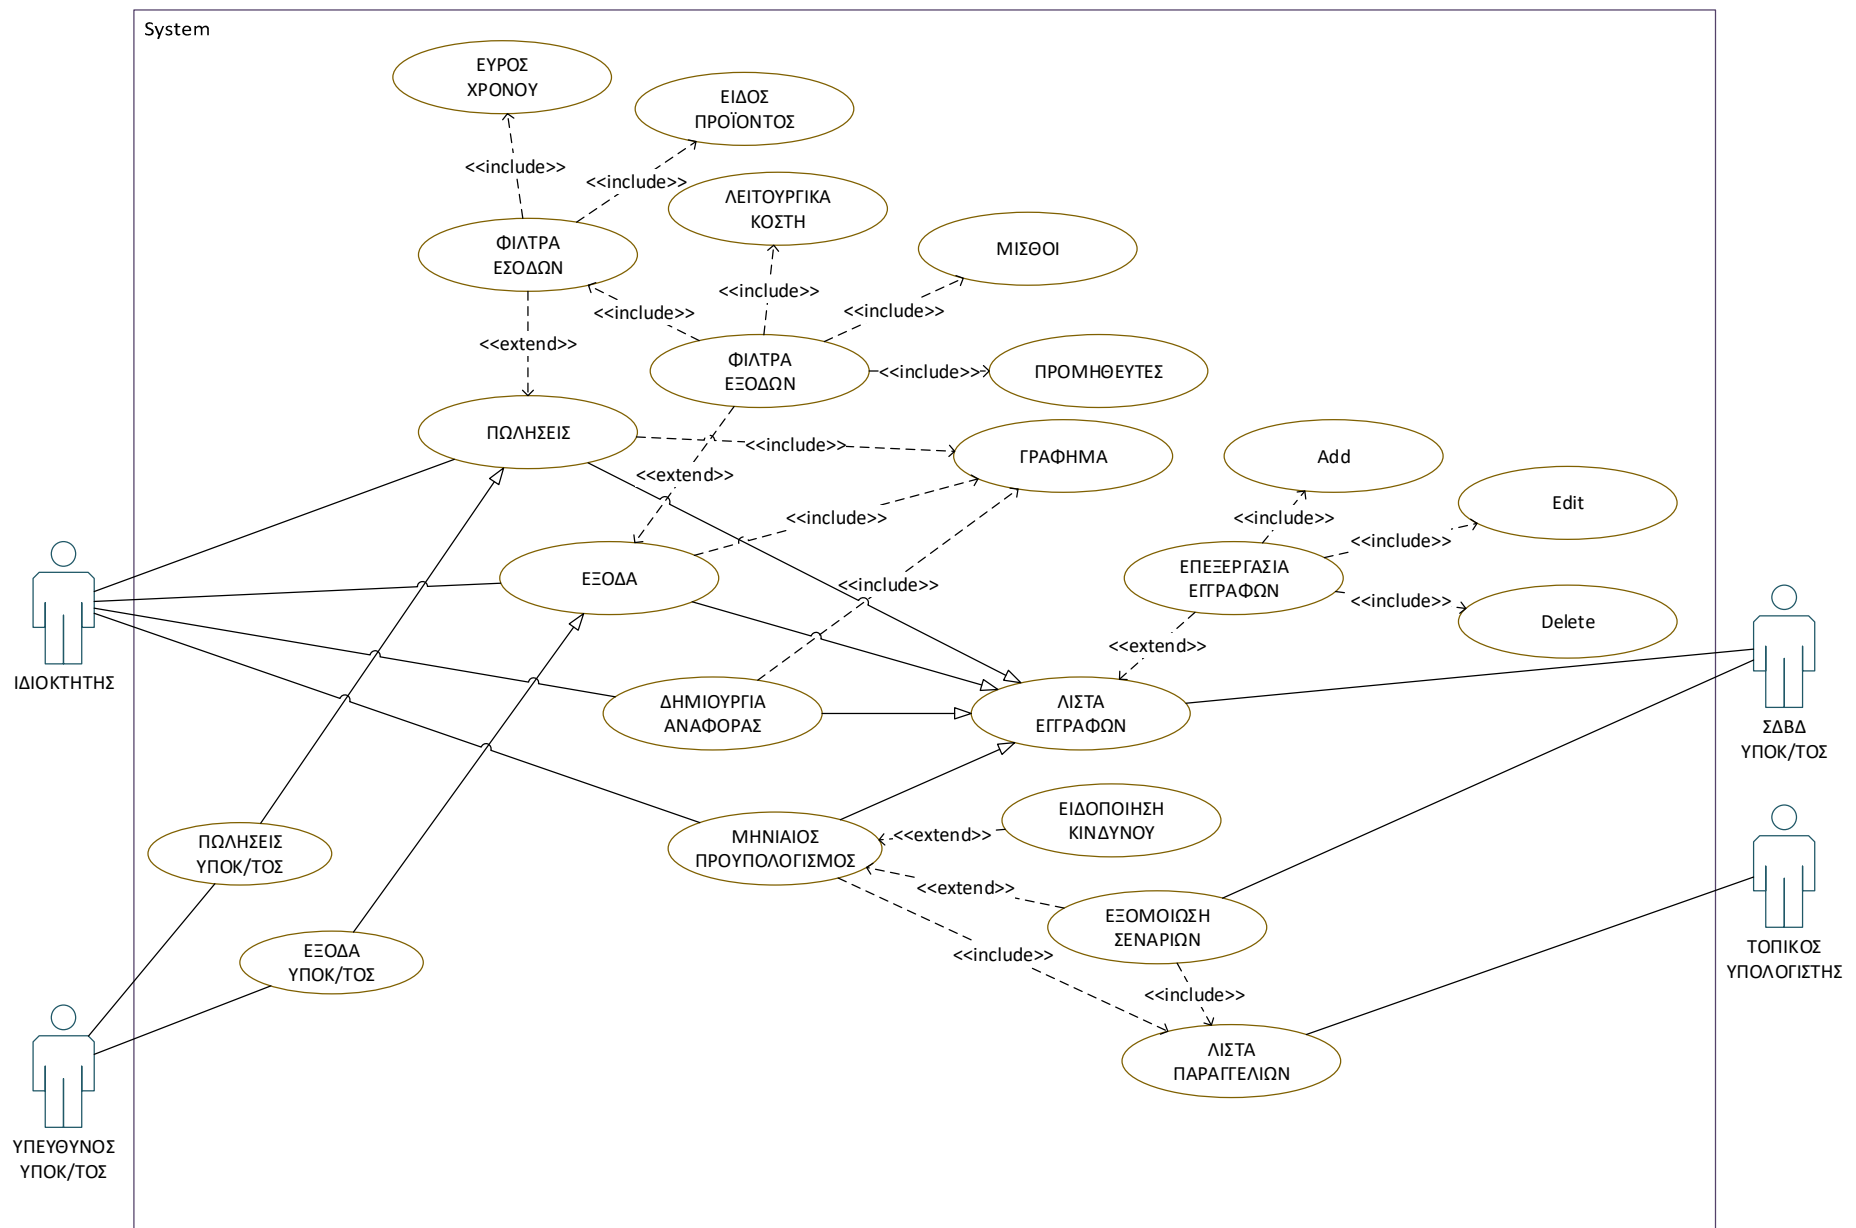 System
ΕΥΡΟΣ
ΧΡΟΝΟΥ
ΕΙΔΟΣ
ΠΡΟΪΟΝΤΟΣ
<<include>>
<<include>>
ΛΕΙΤΟΥΡΓΙΚΑ
ΚΟΣΤΗ
ΦΙΛΤΡΑ
ΕΣΟΔΩΝ
ΜΙΣΘΟΙ
<<include>>
<<include>>
<<include>>
<<extend>>
ΦΙΛΤΡΑ
ΕΞΟΔΩΝ
<<include>>
ΠΡΟΜΗΘΕΥΤΕΣ
ΠΩΛΗΣΕΙΣ
<<include>>
ΓΡΑΦΗΜΑ
Add
<<extend>>
Edit
<<include>>
<<include>>
<<include>>
ΕΞΟΔΑ
<<include>>
ΕΠΕΞΕΡΓΑΣΙΑ
ΕΓΓΡΑΦΩΝ
<<include>>
Delete
<<extend>>
ΙΔΙΟΚΤΗΤΗΣ
ΔΗΜΙΟΥΡΓΙΑ
ΑΝΑΦΟΡΑΣ
ΛΙΣΤΑ
ΕΓΓΡΑΦΩΝ
ΣΔΒΔ
ΥΠΟΚ/ΤΟΣ
ΠΩΛΗΣΕΙΣ
ΥΠΟΚ/ΤΟΣ
ΜΗΝΙΑΙΟΣ
ΠΡΟΥΠΟΛΟΓΙΣΜΟΣ
<<extend>>
ΕΙΔΟΠΟΙΗΣΗ
ΚΙΝΔΥΝΟΥ
<<extend>>
ΕΞΟΜΟΙΩΣΗ
ΣΕΝΑΡΙΩΝ
ΤΟΠΙΚΟΣ
ΥΠΟΛΟΓΙΣΤΗΣ
ΕΞΟΔΑ
ΥΠΟΚ/ΤΟΣ
<<include>>
<<include>>
ΛΙΣΤΑ
ΠΑΡΑΓΓΕΛΙΩΝ
ΥΠΕΥΘΥΝΟΣ
ΥΠΟΚ/ΤΟΣ